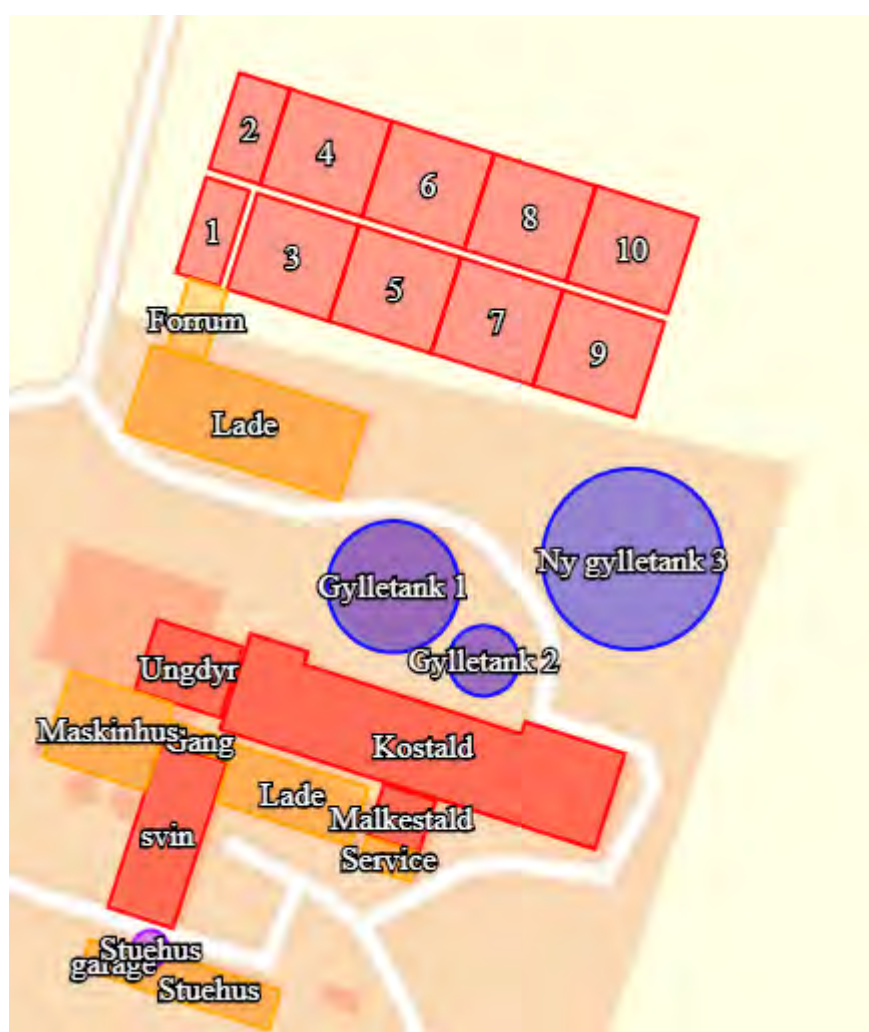 2
4
6
8
10
1
3
5
7
9
Forrum
Lade
Gylletank 1
Ny gylletank 3
Gylletank 2
Ungdyr
Maskinhus
Gang
Kostald
Lade
Malkestald
svin
Service
Stuehus
garage
Stuehus